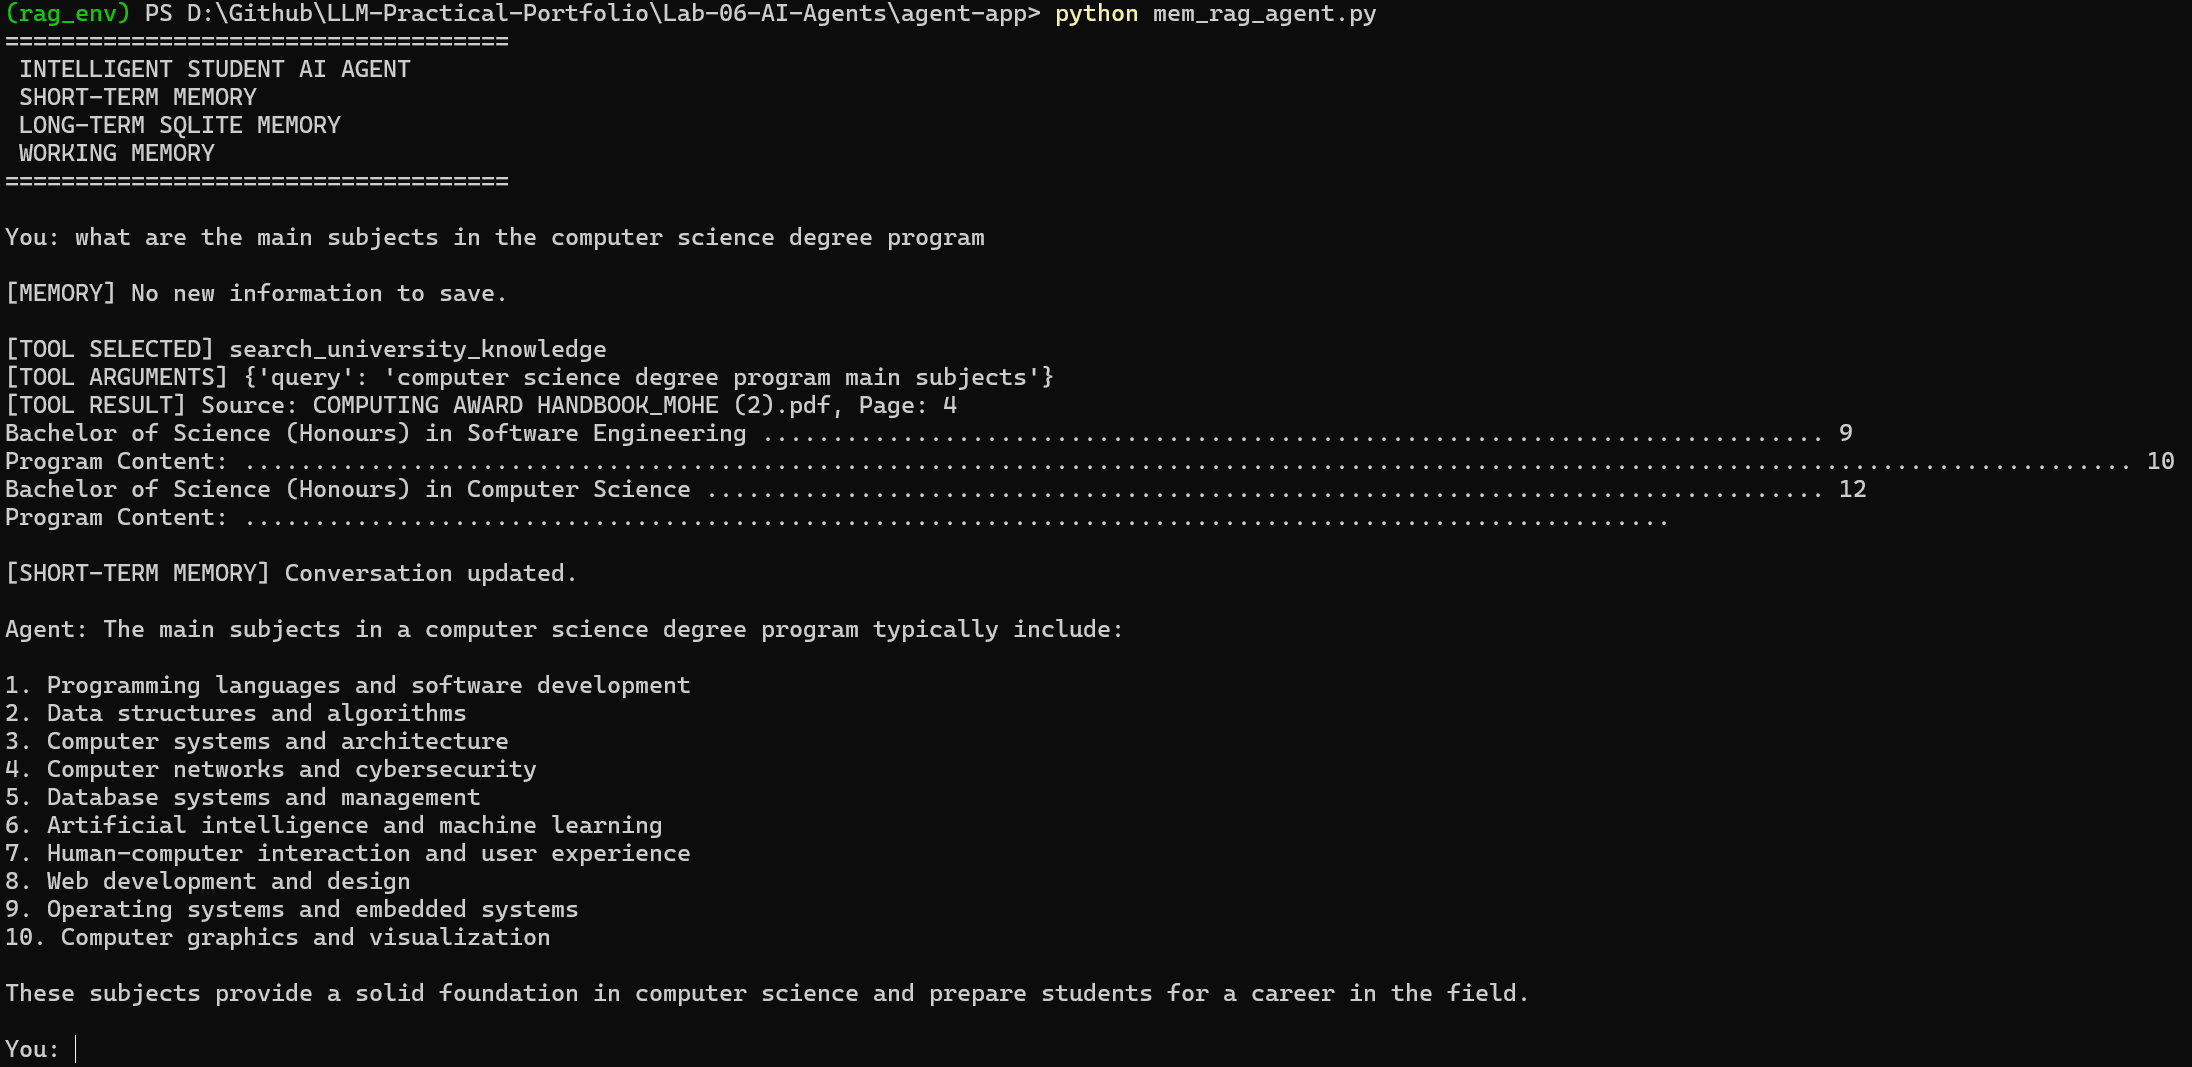 (rag_env) PS D:\Github\LLM-Practical-Portfolio\Lab-06-AI-Agents\agent-app> python mem_rag_agent.py
====================================
INTELLIGENT STUDENT AI AGENT
SHORT-TERM MEMORY
LONG-TERM SQLITE MEMORY
WORKING MEMORY
====================================
You: what are the main subjects in the computer science degree program
[MEMORY] No new information to save.
[TOOL SELECTED] search_university_knowledge
[TOOL ARGUMENTS] {'query': 'computer science degree program main subjects'}
[TOOL RESULT] Source: COMPUTING AWARD HANDBOOK_MOHE (2).pdf, Page: 4
Bachelor of Science (Honours) in Software Engineering ............................................................................ 9
Program Content: ....................................................................................................................................... 10
Bachelor of Science (Honours) in Computer Science ................................................................................ 12
Program Content: ......................................................................................................
[SHORT-TERM MEMORY] Conversation updated.
Agent: The main subjects in a computer science degree program typically include:
1. Programming languages and software development
2. Data structures and algorithms
3. Computer systems and architecture
4. Computer networks and cybersecurity
5. Database systems and management
6. Artificial intelligence and machine learning
7. Human-computer interaction and user experience
8. Web development and design
9. Operating systems and embedded systems
10. Computer graphics and visualization
These subjects provide a solid foundation in computer science and prepare students for a career in the field.
You: